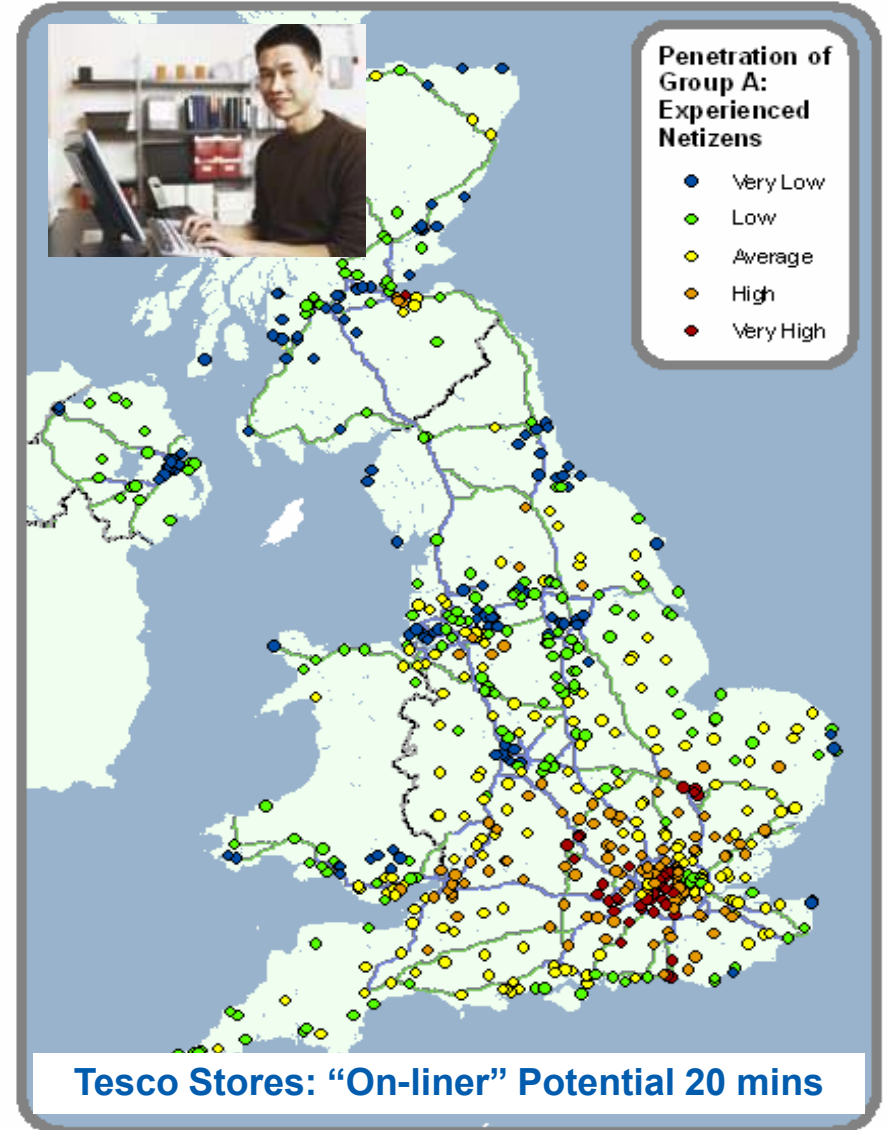 Penetration of
Group A:
Experienced
Netizens
Very Low
Low
Average
High
Very High
Tesco Stores: “On-liner” Potential 20 mins